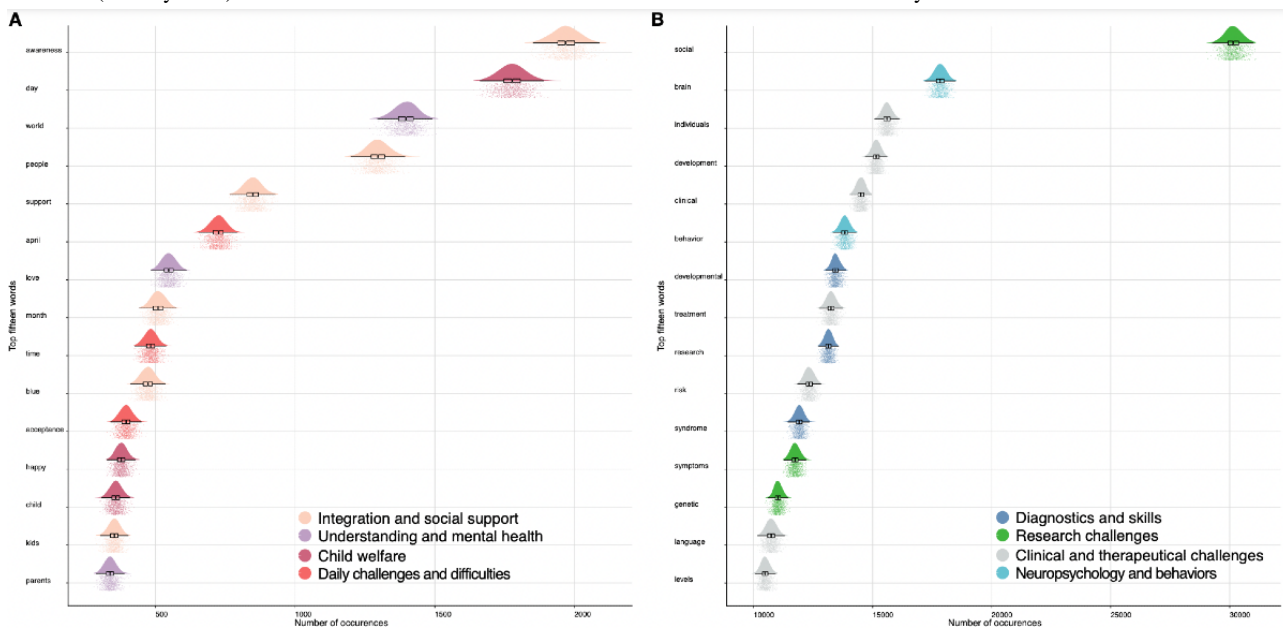 A
awareness
day
world
people
support
april
love
month
time
blue
acceptance
happy
child
kids
parents
Top fifteen words
500
1000
1500
2000
Number of occurences
Integration and social support
Understanding and mental health
Child welfare
Daily challenges and difficulties
B
social
brain
individuals
development
clinical
behavior
developmental
treatment
research
risk
syndrome
symptoms
genetic
language
levels
Top fifteen words
10000
15000
20000
25000
30000
Number of occurences
Diagnostics and skills
Research challenges
Clinical and therapeutical challenges
Neuropsychology and behaviors